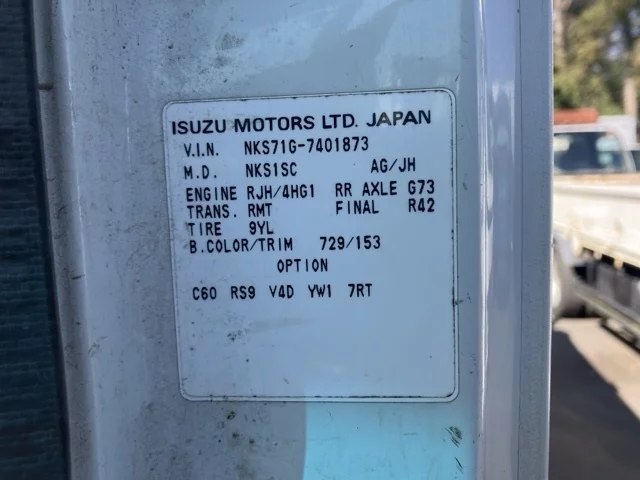 ISUZU MOTORS LTD. JAPAN
V.I.N. NKS71G-7401873
M.D. NKS1SC AG/JH
ENGINE RJH/4HG1 RR AXLE G73
TRANS. RMT FINAL R42
TIRE 9YL
B.COLOR/TRIM 729/153
OPTION
C60 RS9 V4D YW1 7RT